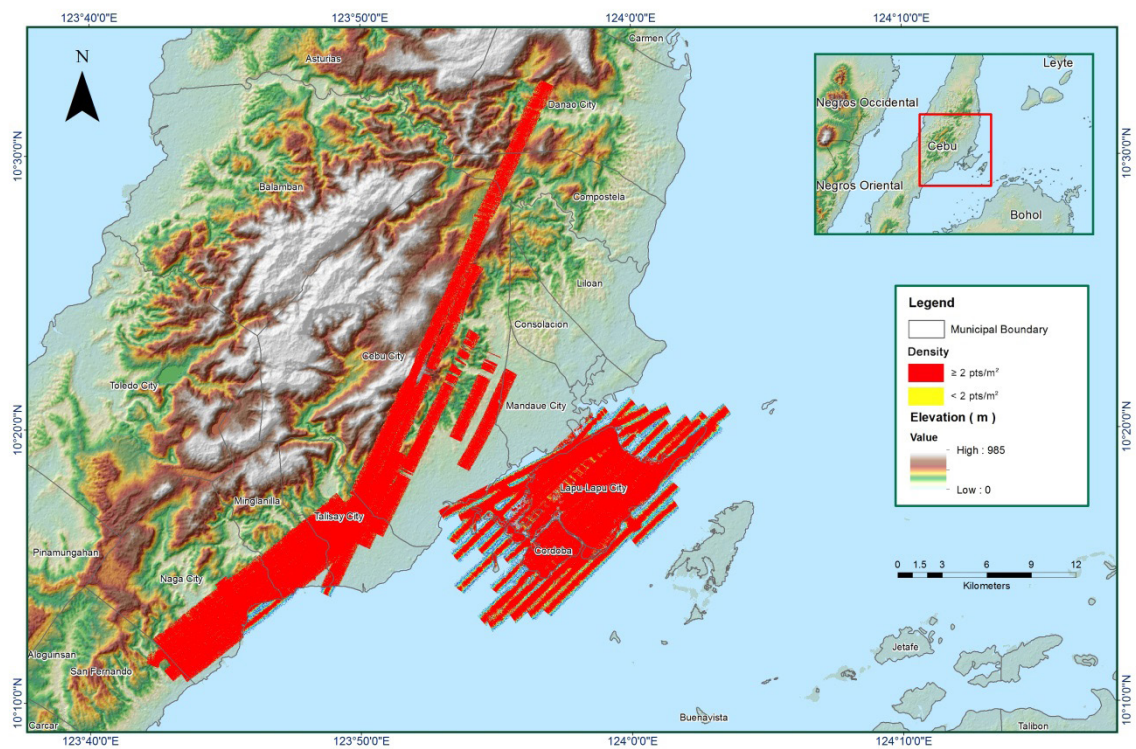 123°40'0"E 123°50'0"E 124°0'0"E 124°10'0"E
N
Carmen
Asturias
Danao City
10°30'0"N
Balamban
Compostela
Liloan
Consolacion
Cebu City
Toledo City
Mandaue City
10°20'0"N
Lapu-Lapu City
Minglanilla
Talisay City
Pinamungahan
Cordoba
Naga City
Aloguinsan
San Fernando
Jetafe
10°10'0"N
Carcar
Buenavista
Talibon
Leyte
Negros Occidental
Cebu
Negros Oriental
Bohol
10°30'0"N
Legend
Municipal Boundary
Density
≥ 2 pts/m²
< 2 pts/m²
Elevation ( m )
Value
High : 985
Low : 0
10°20'0"N
0 1.5 3 6 9 12
Kilometers
10°10'0"N
123°40'0"E 123°50'0"E 124°0'0"E 124°10'0"E